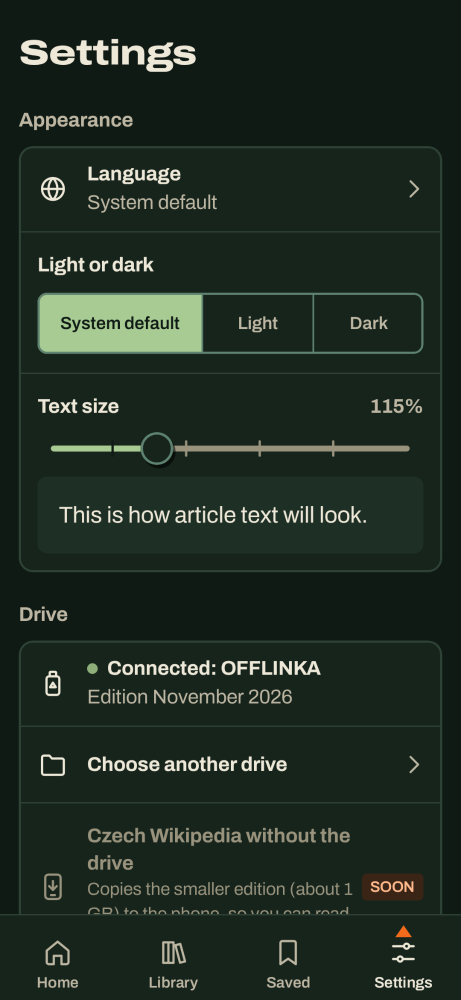 Settings
Appearance
Language
System default
Light or dark
System default
Light
Dark
Text size
115%
This is how article text will look.
Drive
Connected: OFFLINKA
Edition November 2026
Choose another drive
Czech Wikipedia without the
drive
Copies the smaller edition (about 1
GB) to the phone, so you can read
SOON
Home
Library
Saved
Settings